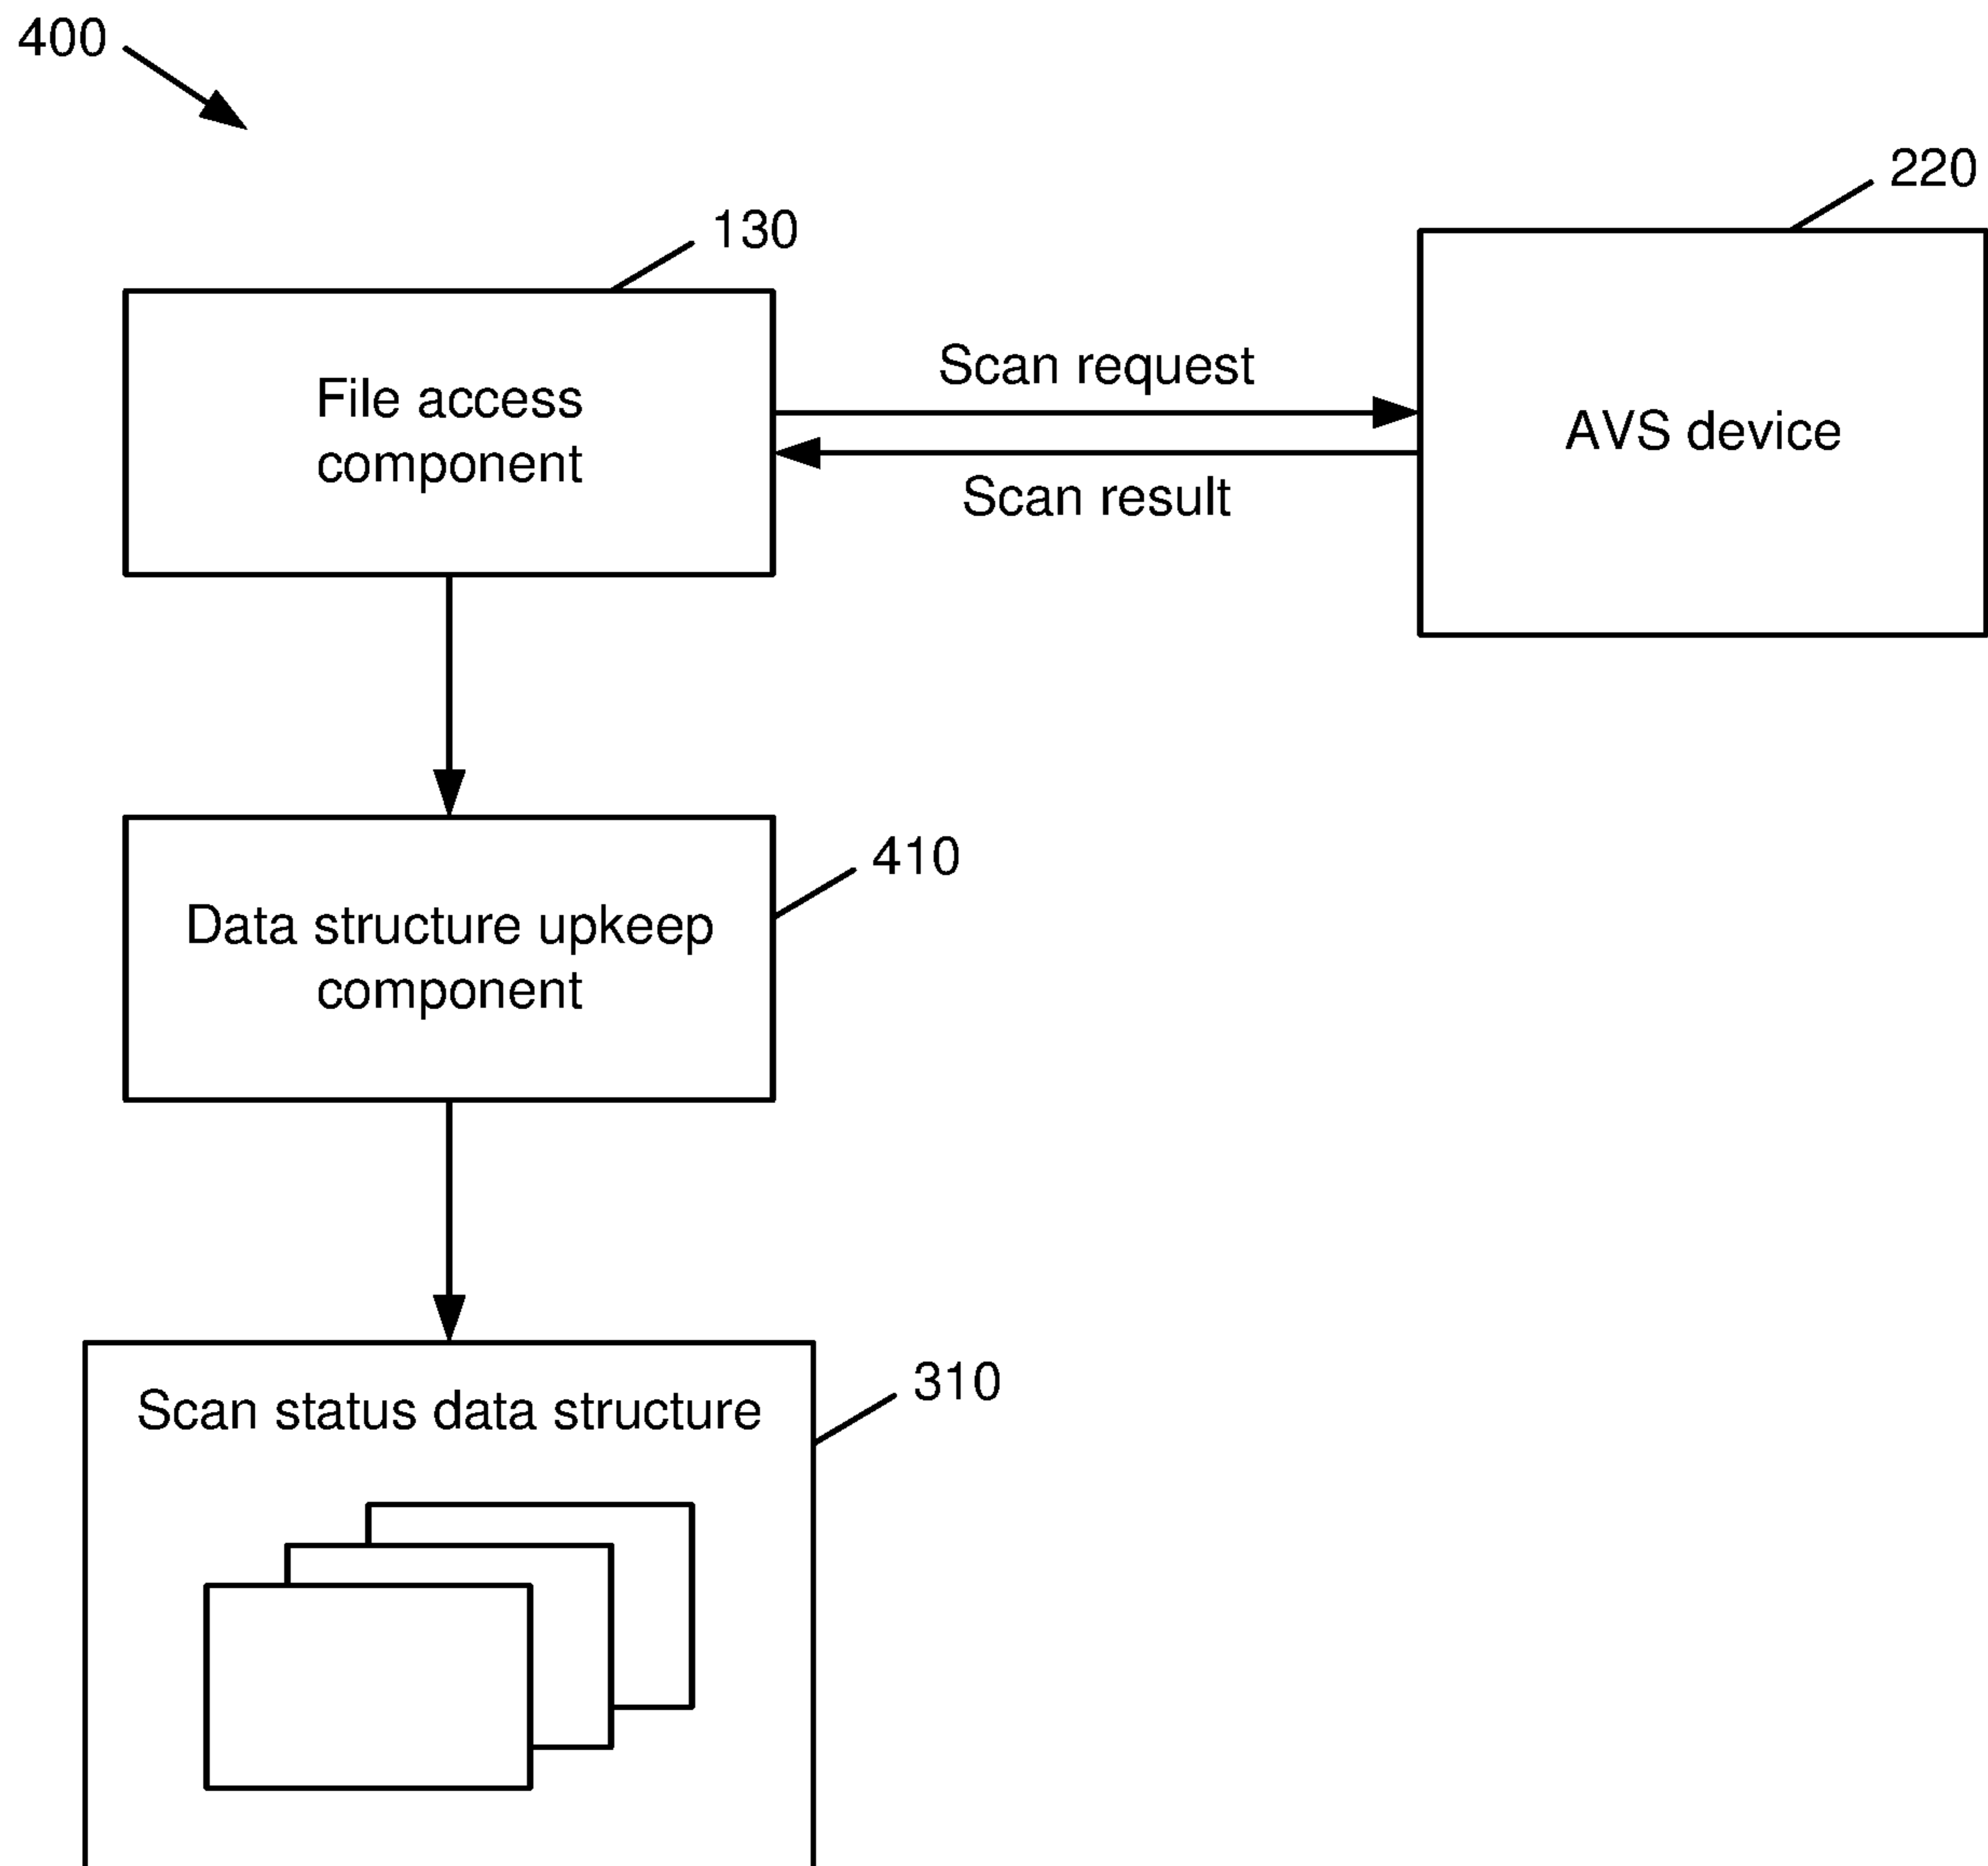 400
220
130
File access
component
Scan request
AVS device
Scan result
410
Data structure upkeep
component
310
Scan status data structure